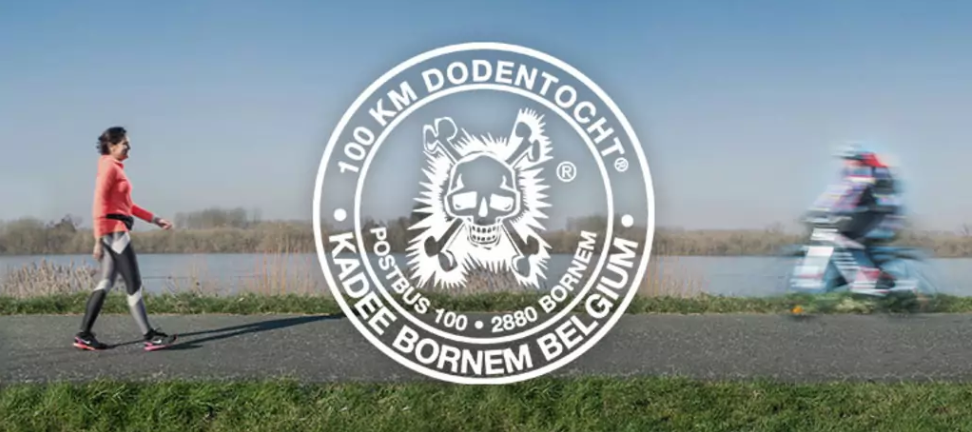 100 KM DODENTOCHT®
®
POSTBUS 100 • 2880 BORNEM
• KADEE BORNEM BELGIUM •